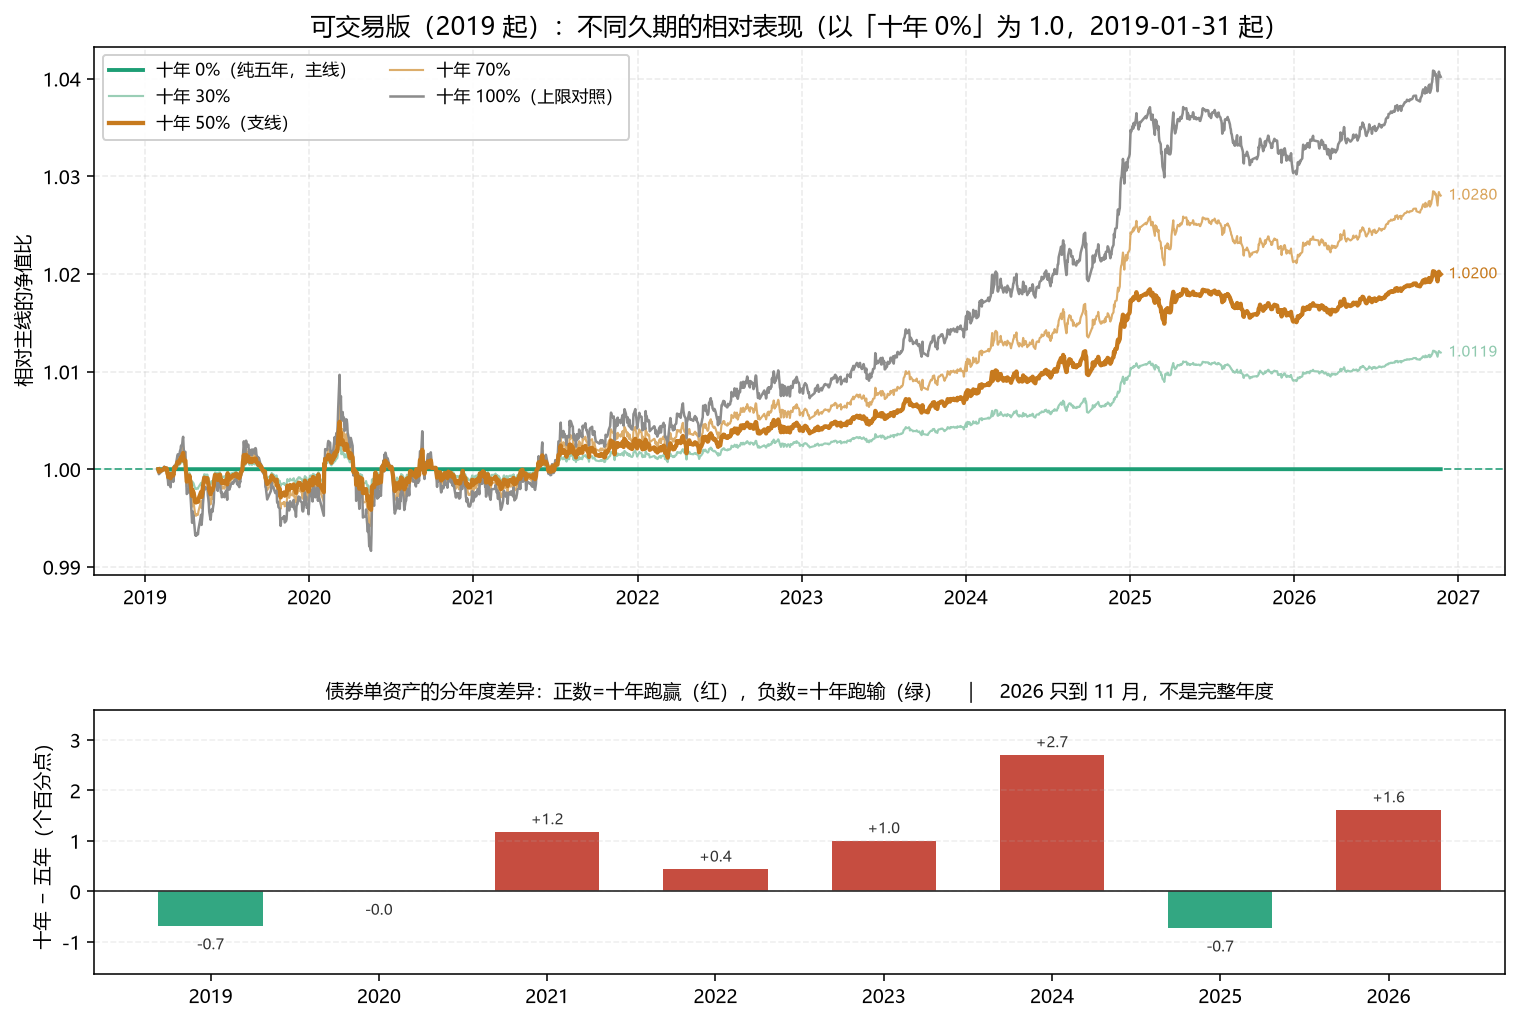 可交易版（2019 起）：不同久期的相对表现（以「十年 0%」为 1.0，2019-01-31 起）
十年 0%（纯五年，主线）
十年 30%
十年 50%（支线）
十年 70%
十年 100%（上限对照）
相对主线的净值比
1.04
1.03
1.02
1.01
1.00
0.99
1.0280
1.0200
1.0119
2019 2020 2021 2022 2023 2024 2025 2026 2027
债券单资产的分年度差异：正数=十年跑赢（红），负数=十年跑输（绿） | 2026 只到 11 月，不是完整年度
十年 − 五年（个百分点）
3
2
1
0
-1
-0.7
-0.0
+1.2
+0.4
+1.0
+2.7
-0.7
+1.6
2019 2020 2021 2022 2023 2024 2025 2026